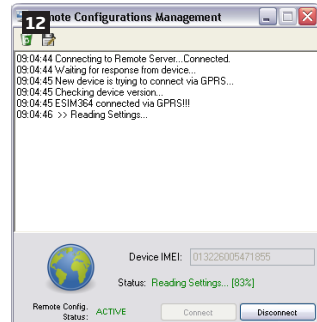 12
mote Configurations Management
09:04:44 Connecting to Remote Server...Connected.
09:04:44 Waiting for response from device...
09:04:45 New device is trying to connect via GPRS...
09:04:45 Checking device version...
09:04:45 ESIM364 connected via GPRS!!!
09:04:46 >> Reading Settings...
Device IMEI: 013226005471855
Status: Reading Settings... [83%]
Remote Config. Status: ACTIVE
Connect
Disconnect